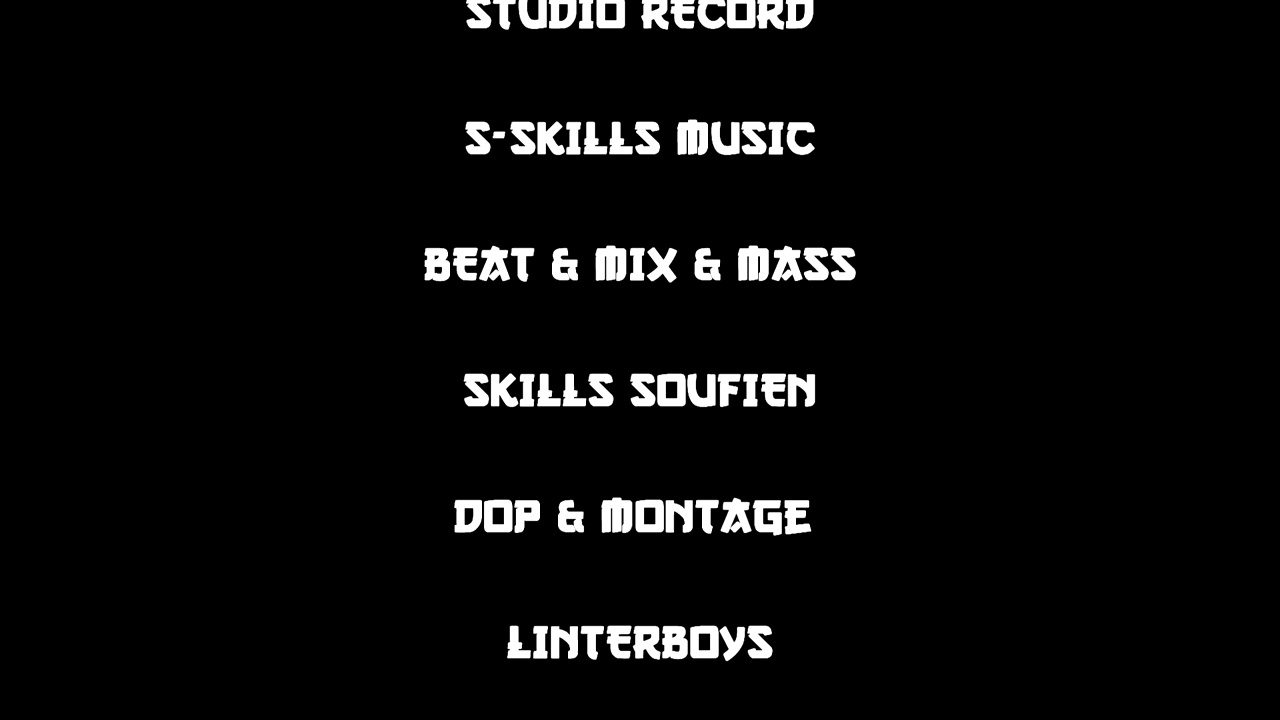 STUDIO RECORD
S-SKILLS MUSIC
BEAT & MIX & MASS
SKILLS SOUFIEN
DOP & MONTAGE
LINTERBOYS